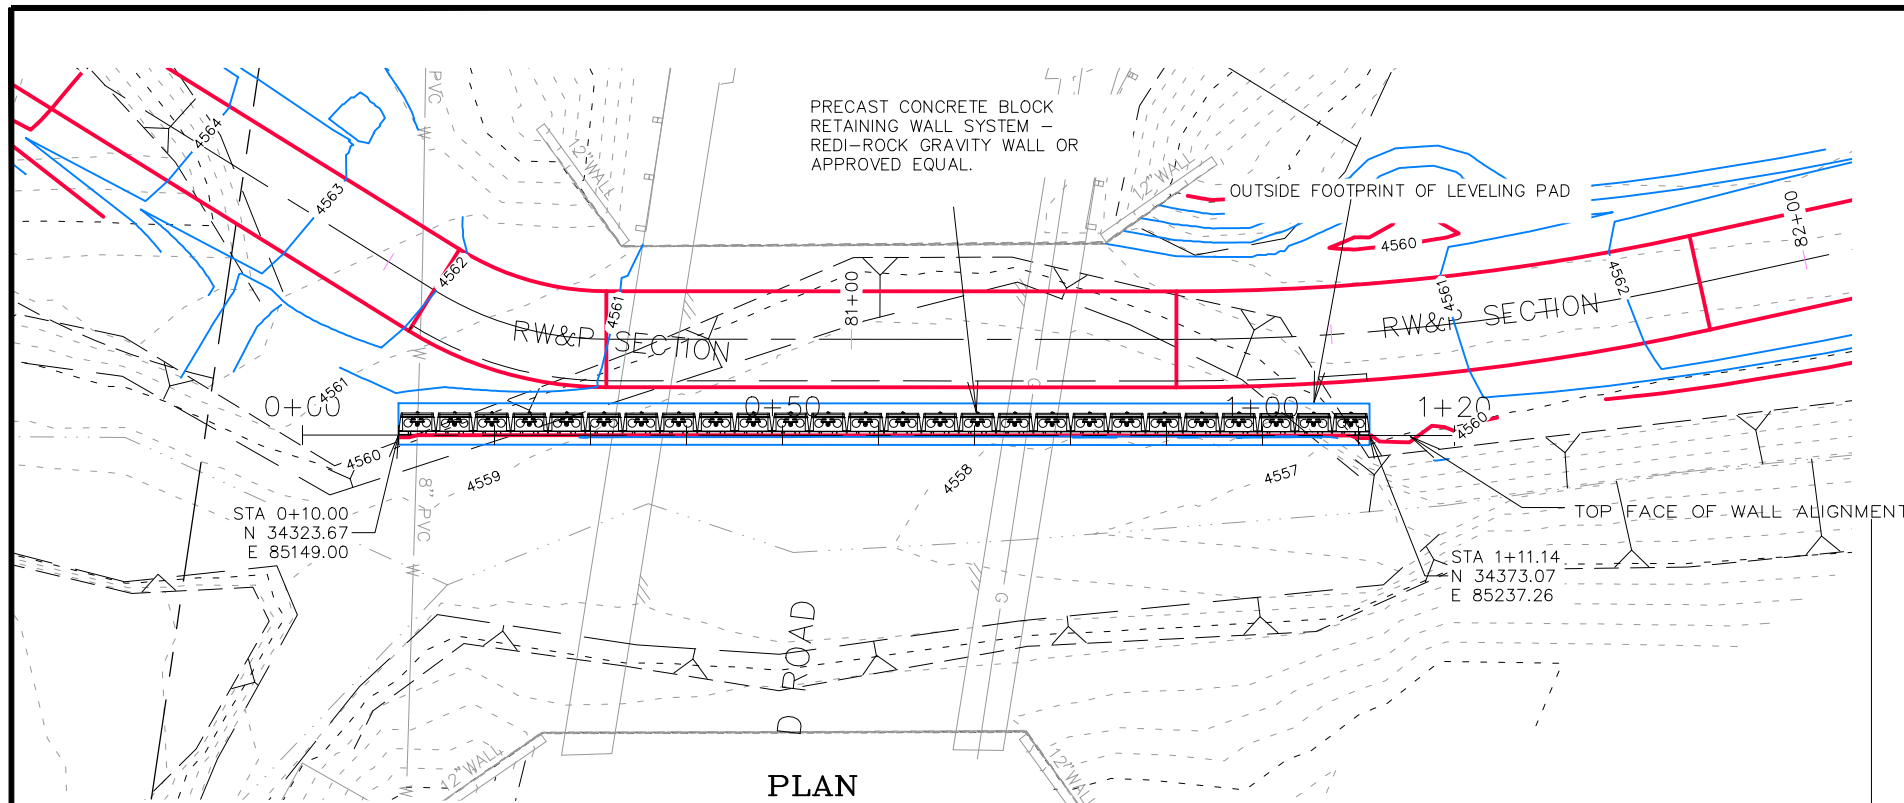 PVC
W
4564
4563
12"WALL
PRECAST CONCRETE BLOCK
RETAINING WALL SYSTEM –
REDI–ROCK GRAVITY WALL OR
APPROVED EQUAL.
12"WALL
OUTSIDE FOOTPRINT OF LEVELING PAD
4560
82+00
4562
4561
81+00
4561
4562
RW&P SECTION
RW&P SECTION
W
G
4561
0+00
0+50
1+00
1+20
4560
4560
4559
4558
4557
8" PVC
STA 0+10.00
N 34323.67
E 85149.00
TOP FACE OF WALL ALIGNMENT
STA 1+11.14
N 34373.07
E 85237.26
W
G
D ROAD
12"WALL
12"WALL
W
PLAN